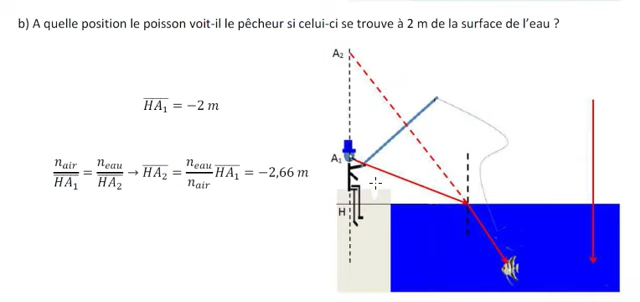 b) A quelle position le poisson voit-il le pêcheur si celui-ci se trouve à 2 m de la surface de l'eau ?
A₂
\overline{HA_1} = −2 m
A₁
\frac{n_{air}}{\overline{HA_1}} = \frac{n_{eau}}{\overline{HA_2}} → \overline{HA_2} = \frac{n_{eau}}{n_{air}} \overline{HA_1} = −2,66 m
H